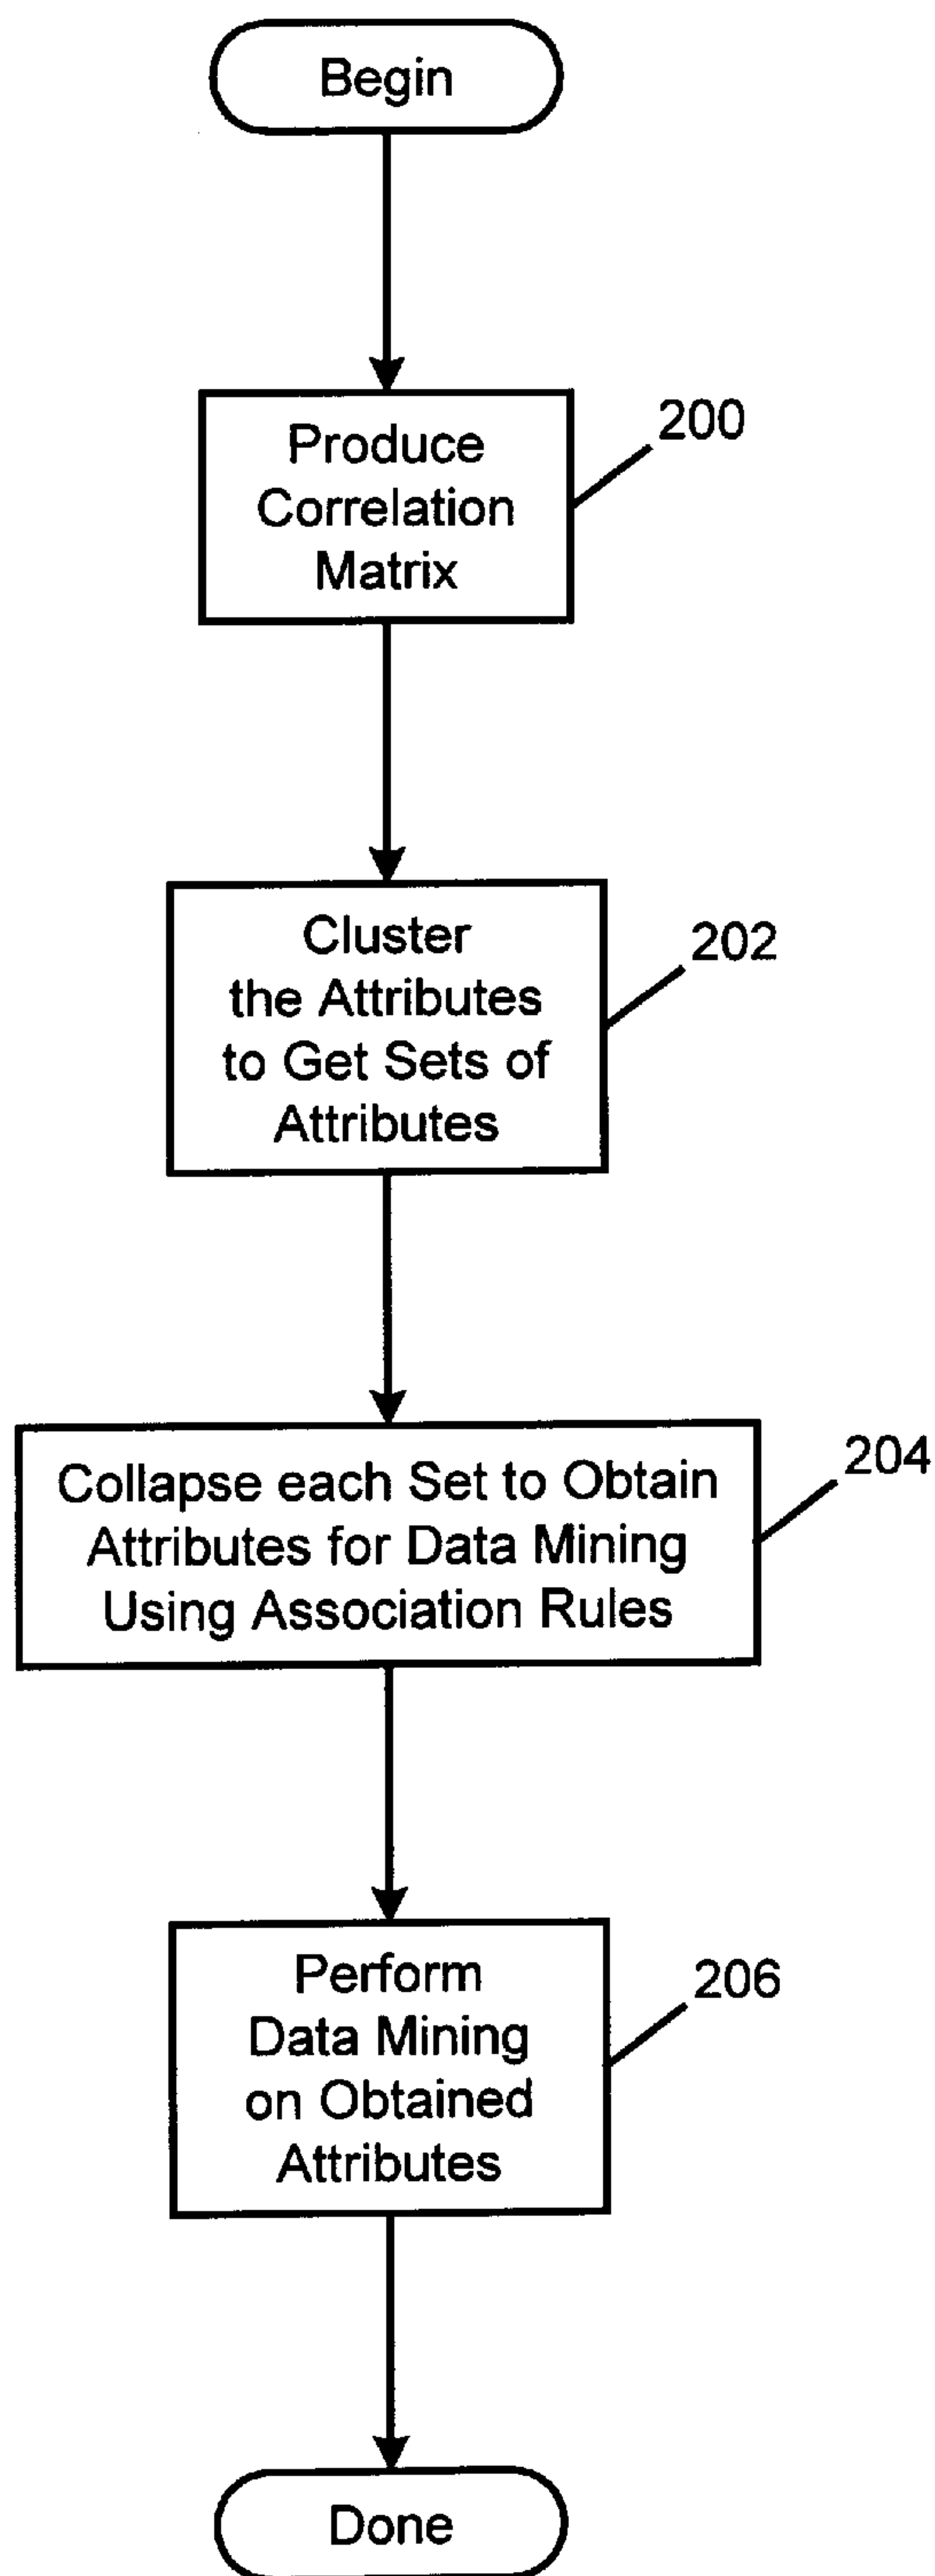 Begin
Produce
Correlation
Matrix
200
Cluster
the Attributes
to Get Sets of
Attributes
202
Collapse each Set to Obtain
Attributes for Data Mining
Using Association Rules
204
Perform
Data Mining
on Obtained
Attributes
206
Done